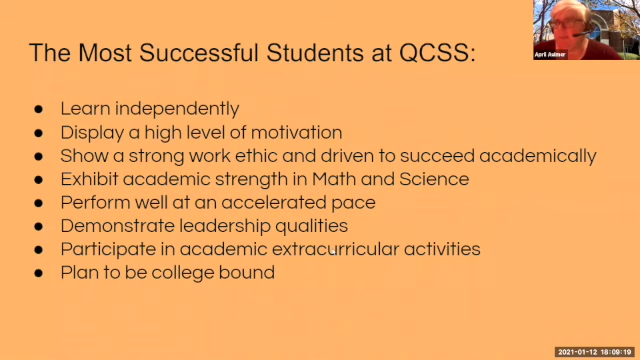 The Most Successful Students at QCSS:
April Aulmer
● Learn independently
● Display a high level of motivation
● Show a strong work ethic and driven to succeed academically
● Exhibit academic strength in Math and Science
● Perform well at an accelerated pace
● Demonstrate leadership qualities
● Participate in academic extracurricular activities
● Plan to be college bound
2021-01-12 18:09:19